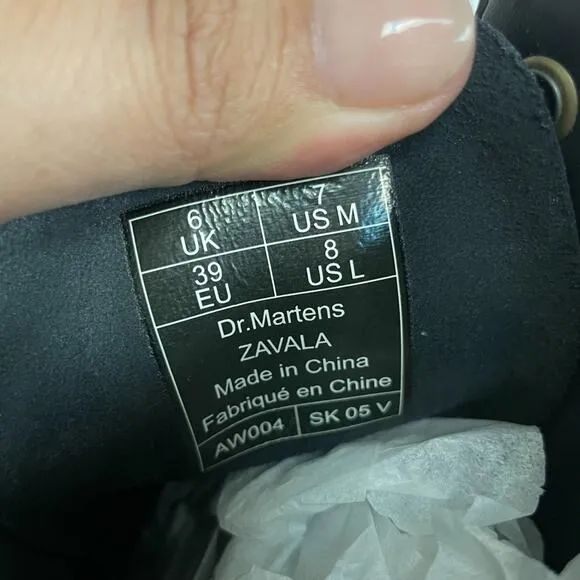 6 7
UK US M
39 8
EU US L
Dr.Martens
ZAVALA
Made in China
Fabriqué en Chine
AW004 SK 05 V